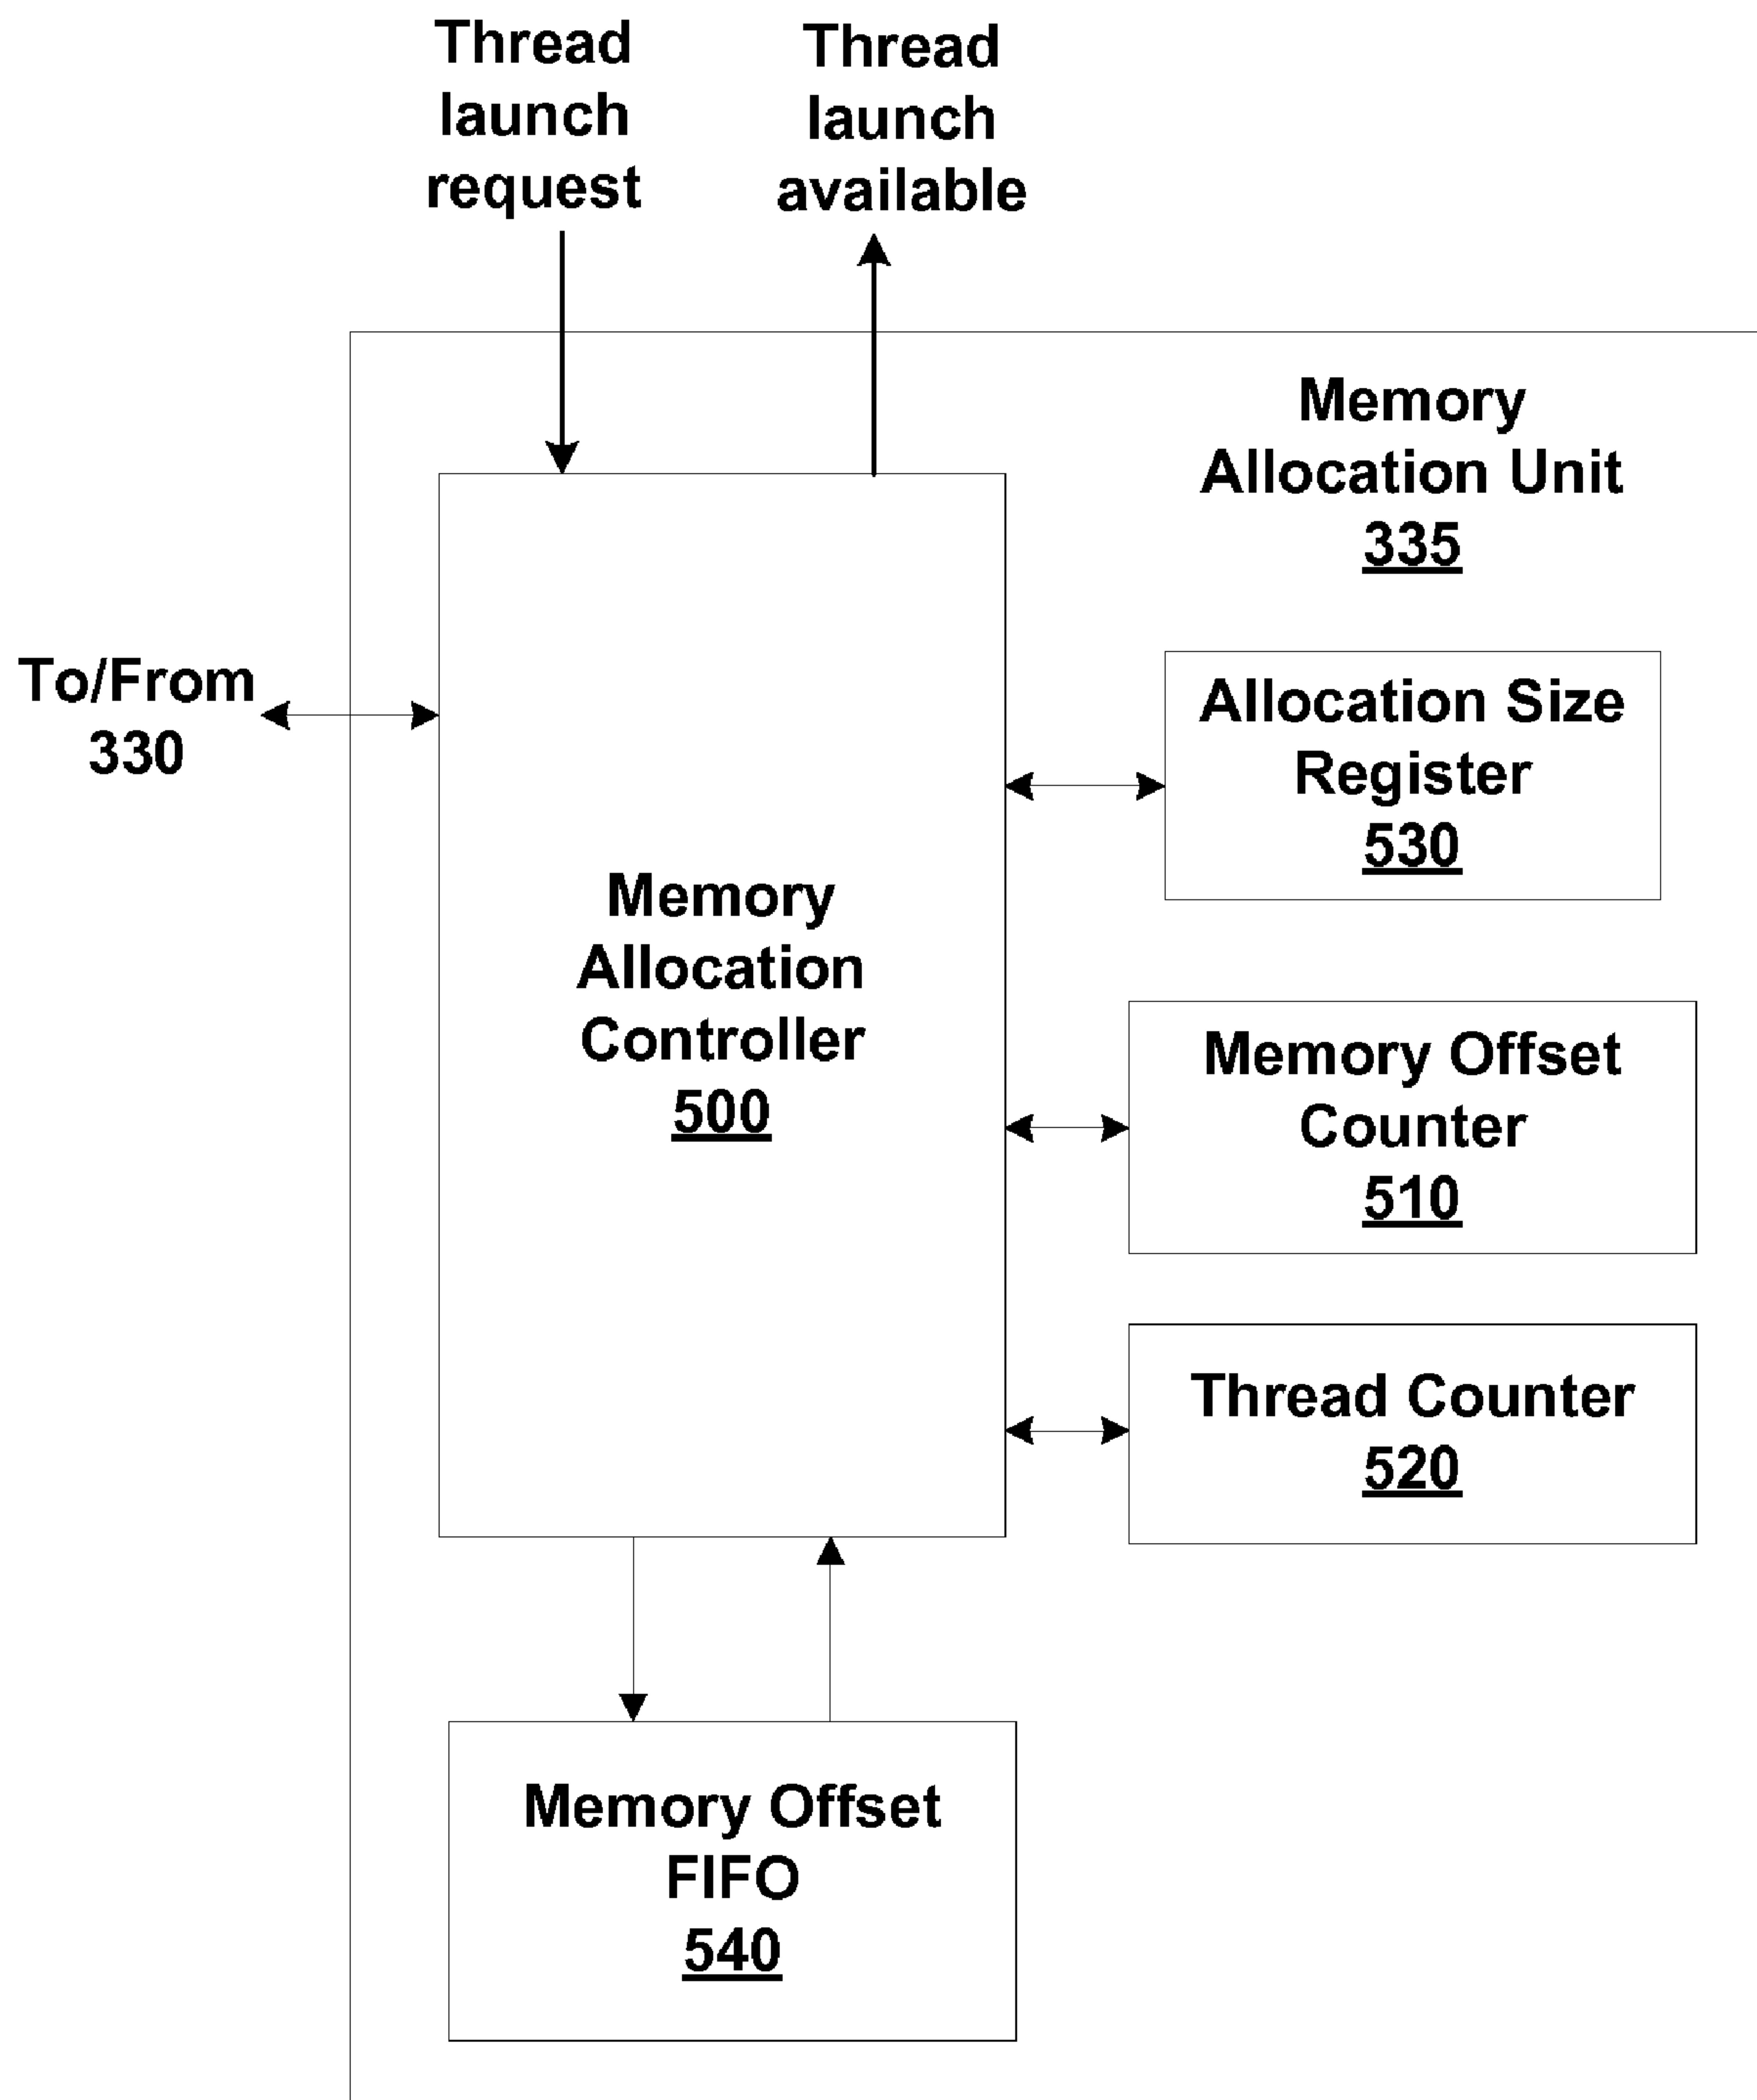 Thread
launch
request
Thread
launch
available
Memory
Allocation Unit
335
To/From
330
Allocation Size
Register
530
Memory
Allocation
Controller
500
Memory Offset
Counter
510
Thread Counter
520
Memory Offset
FIFO
540